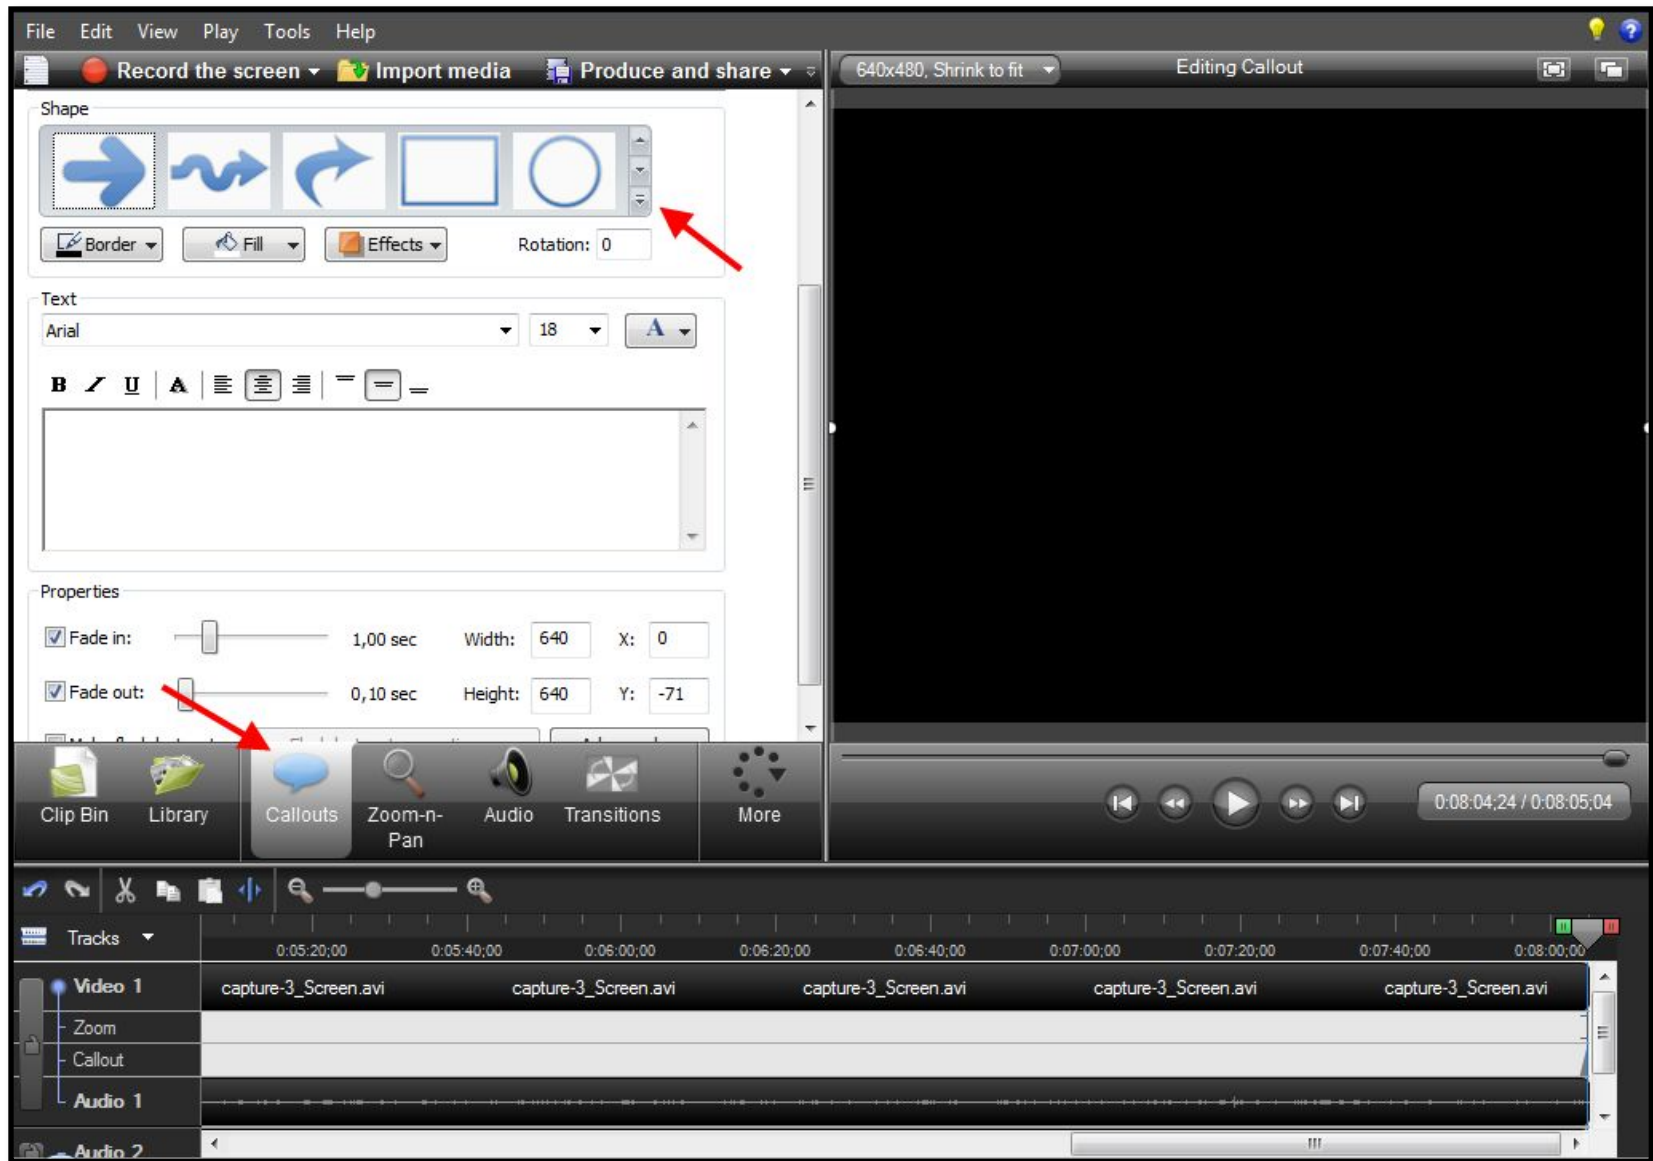 File Edit View Play Tools Help
Record the screen Import media Produce and share
640x480, Shrink to fit Editing Callout
Shape
Border Fill Effects Rotation: 0
Text
Arial 18 A
B I U A
Properties
Fade in: 1,00 sec Width: 640 X: 0
Fade out: 0,10 sec Height: 640 Y: -71
Clip Bin Library Callouts Zoom-n-Pan Audio Transitions More
0:08:04;24 / 0:08:05;04
Tracks
0:05:20;00 0:05:40;00 0:06:00;00 0:06:20;00 0:06:40;00 0:07:00;00 0:07:20;00 0:07:40;00 0:08:00;00
Video 1 capture-3_Screen.avi capture-3_Screen.avi capture-3_Screen.avi capture-3_Screen.avi capture-3_Screen.avi
Zoom
Callout
Audio 1
Audio 2